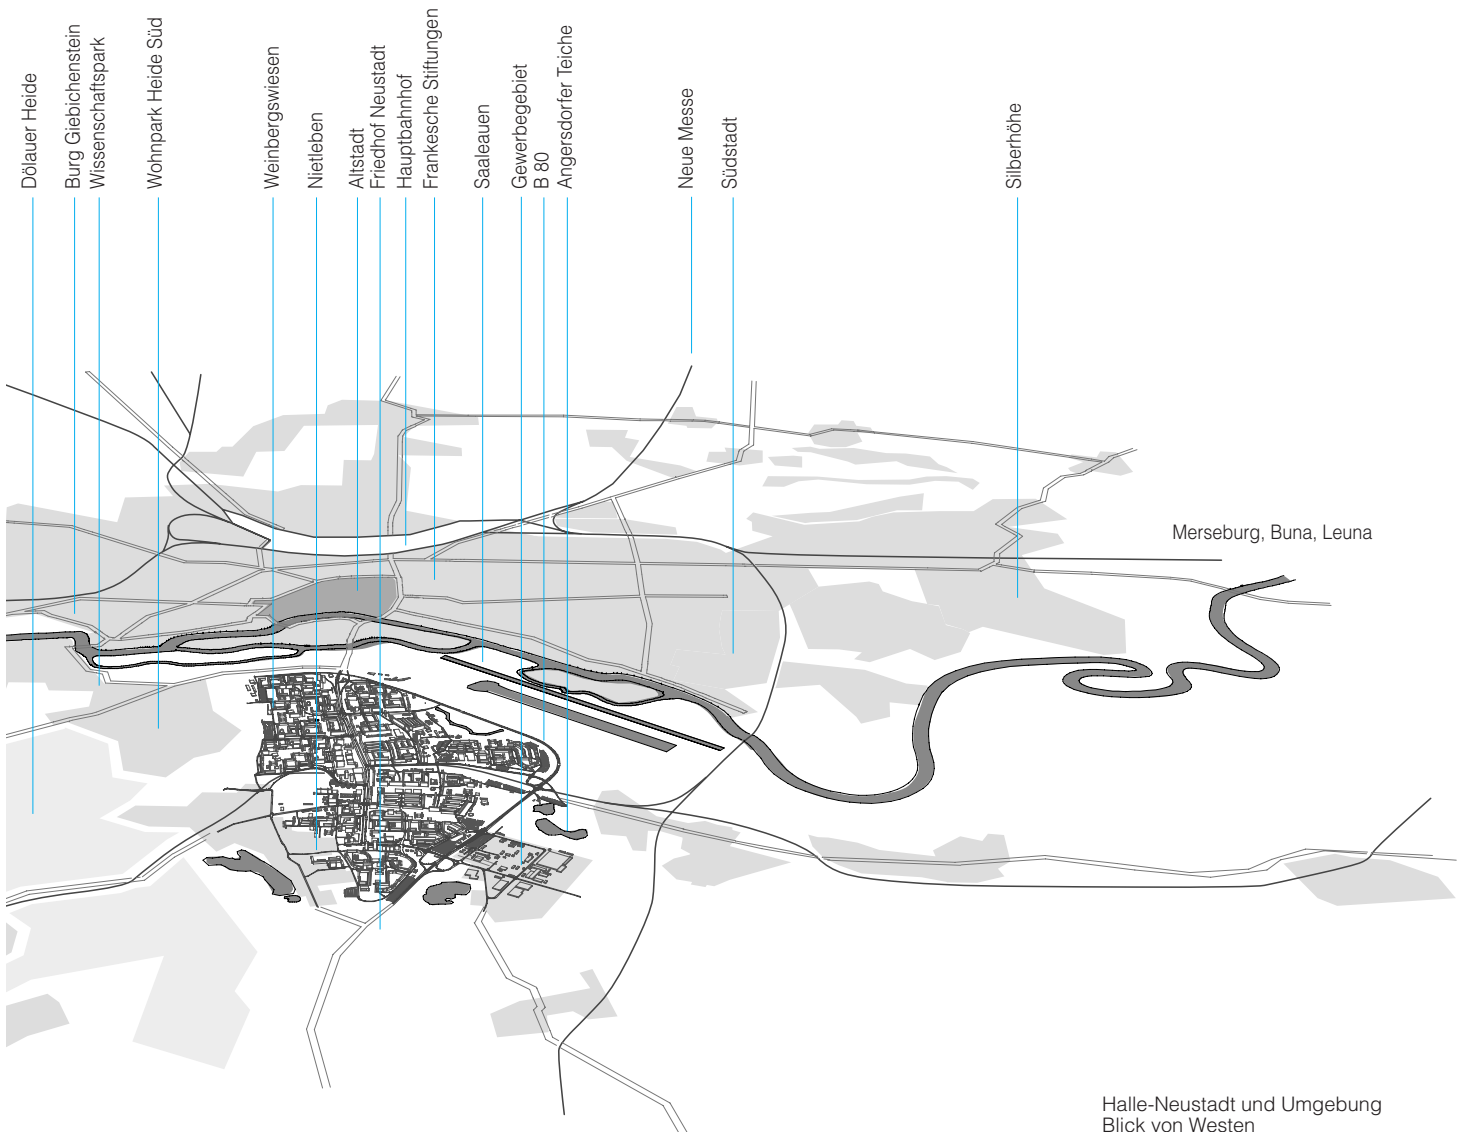 Dölauer Heide
Burg Giebichenstein
Wissenschaftspark
Wohnpark Heide Süd
Weinbergswiesen
Nietleben
Altstadt
Friedhof Neustadt
Hauptbahnhof
Frankesche Stiftungen
Saaleauen
Gewerbegebiet
B 80
Angersdorfer Teiche
Neue Messe
Südstadt
Silberhöhe
Merseburg, Buna, Leuna
Halle-Neustadt und Umgebung
Blick von Westen